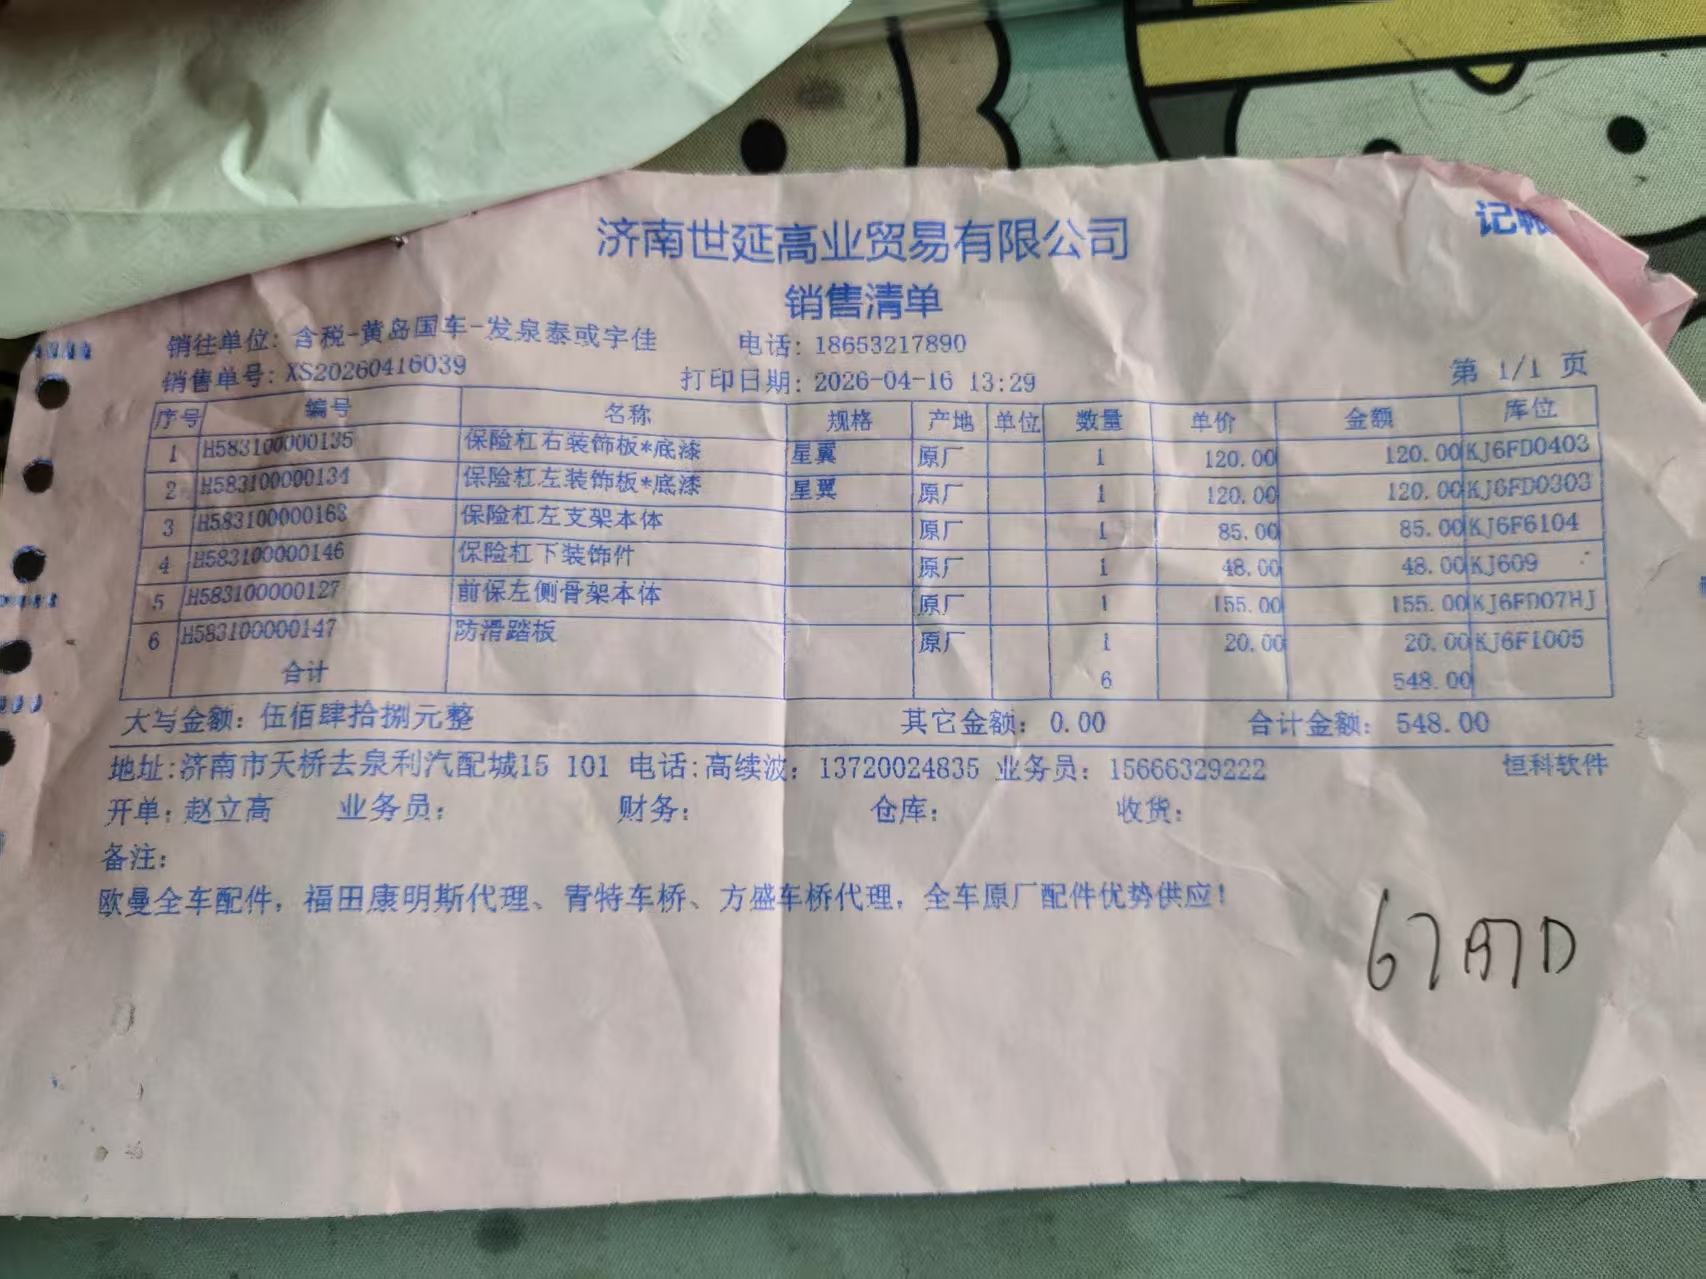 济南世延高业贸易有限公司
记帐
销售清单
销往单位: 含税-黄岛国车-发泉泰或宇佳 电话: 18653217890
销售单号: XS20260416039 打印日期: 2026-04-16 13:29 第 1/1 页
序号 编号 名称 规格 产地 单位 数量 单价 金额 库位
1 H583100000135 保险杠右装饰板*底漆 星翼 原厂 1 120.00 120.00 KJ6FD0403
2 H583100000134 保险杠左装饰板*底漆 星翼 原厂 1 120.00 120.00 KJ6FD0303
3 H583100000163 保险杠左支架本体 原厂 1 85.00 85.00 KJ6F6104
4 H583100000146 保险杠下装饰件 原厂 1 48.00 48.00 KJ609
5 H583100000127 前保左侧骨架本体 原厂 1 155.00 155.00 KJ6FD07HJ
6 H583100000147 防滑踏板 原厂 1 20.00 20.00 KJ6F1005
合计 6 548.00
大写金额: 伍佰肆拾捌元整 其它金额: 0.00 合计金额: 548.00
地址:济南市天桥去泉利汽配城15 101 电话:高续波: 13720024835 业务员: 15666329222 恒科软件
开单: 赵立高 业务员: 财务: 仓库: 收货:
备注:
欧曼全车配件, 福田康明斯代理、青特车桥、方盛车桥代理, 全车原厂配件优势供应!